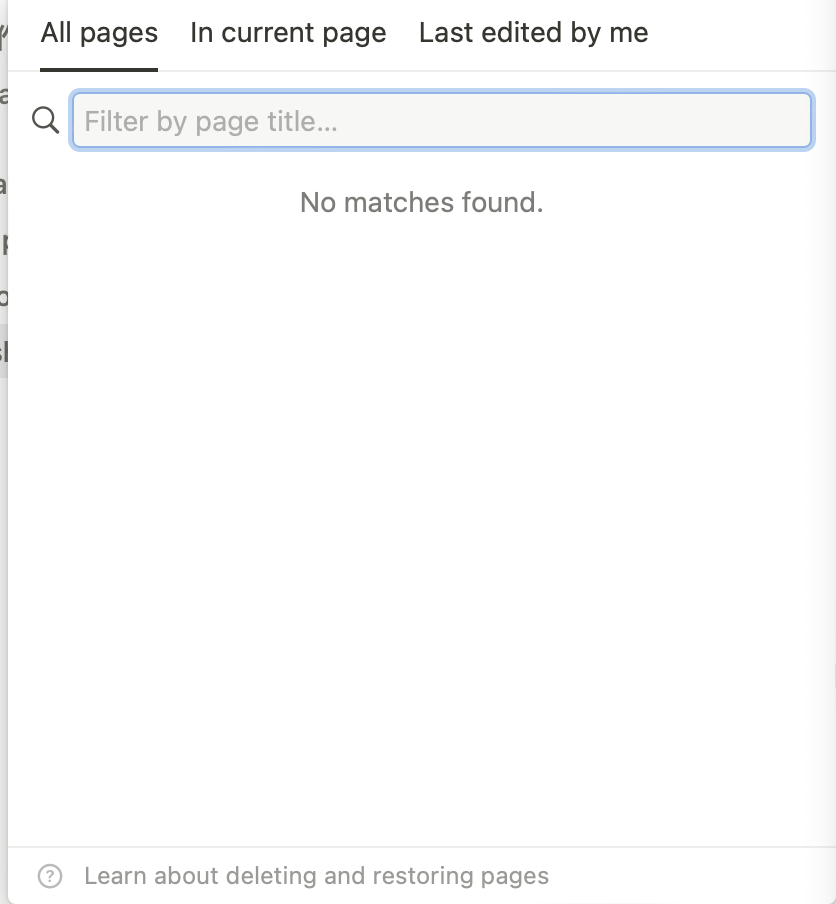 All pages In current page Last edited by me
Filter by page title...
No matches found.
? Learn about deleting and restoring pages